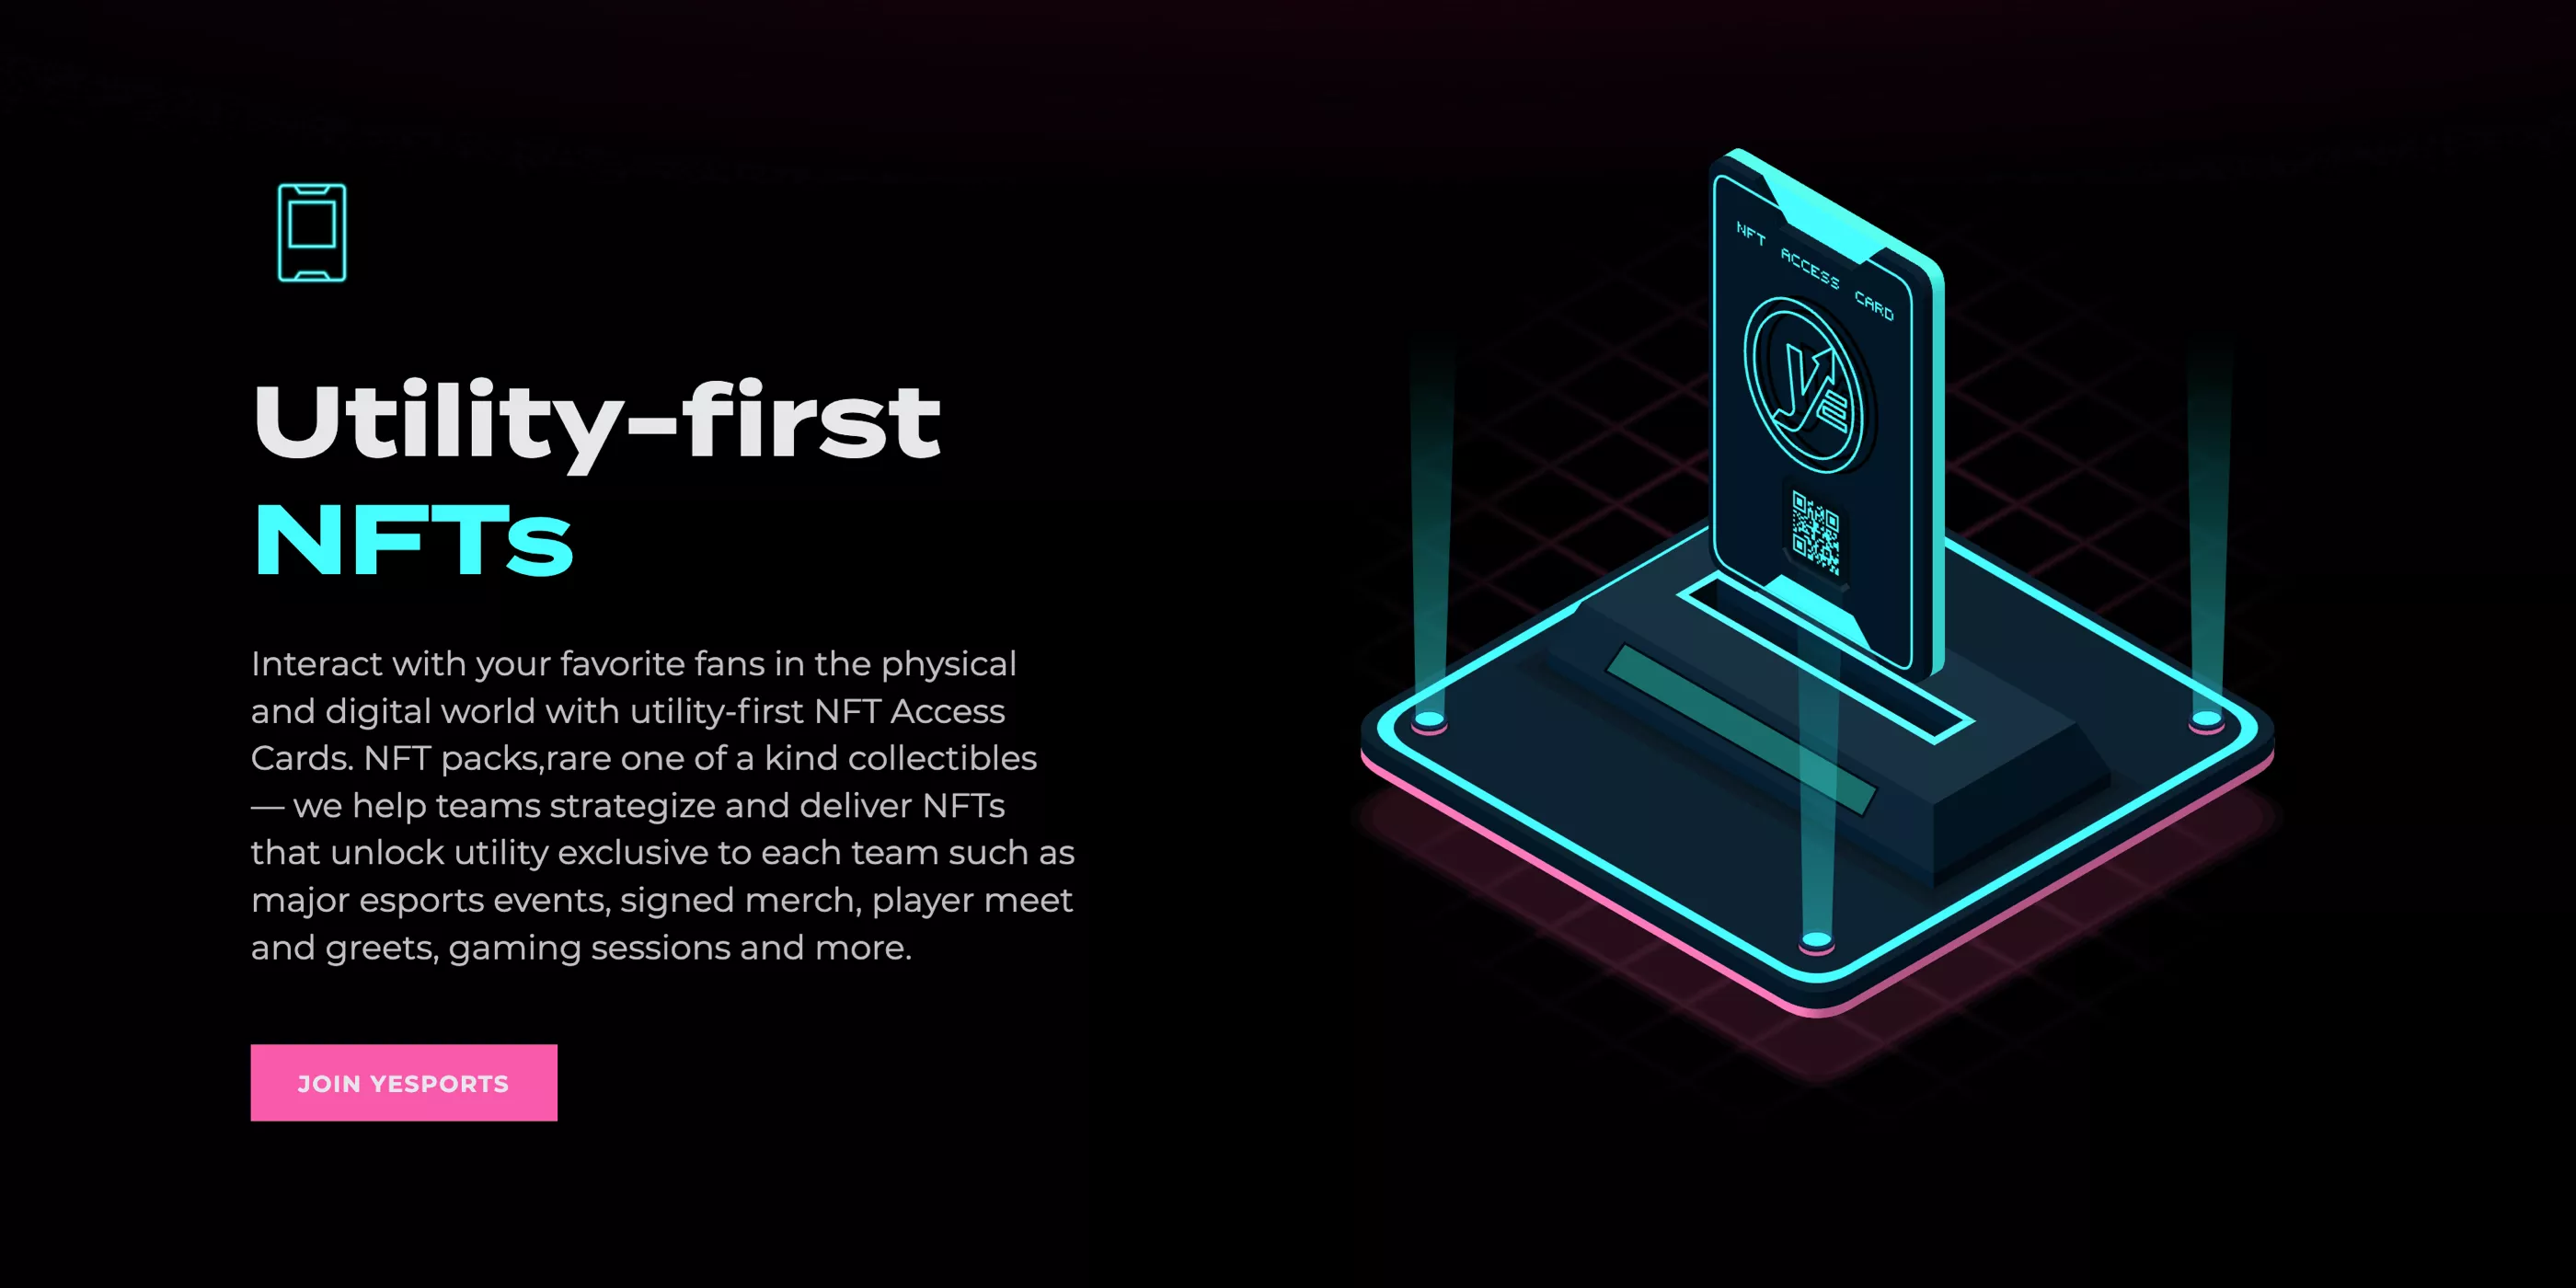 Utility-first
NFTs
Interact with your favorite fans in the physical
and digital world with utility-first NFT Access
Cards. NFT packs,rare one of a kind collectibles
— we help teams strategize and deliver NFTs
that unlock utility exclusive to each team such as
major esports events, signed merch, player meet
and greets, gaming sessions and more.
JOIN YESPORTS
NFT ACCESS CARD
yE